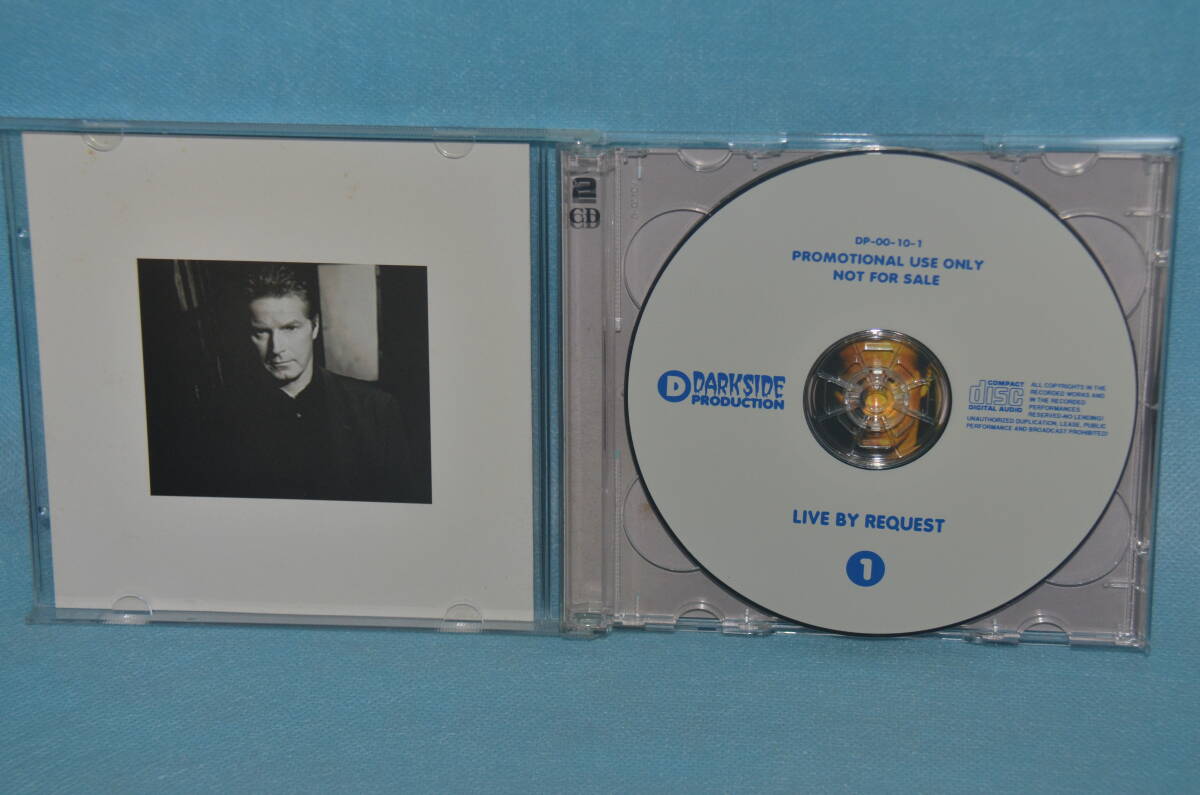 2
CD
DP-00-10-1
PROMOTIONAL USE ONLY
NOT FOR SALE
D DARKSIDE
PRODUCTION
COMPACT
disc
DIGITAL AUDIO
ALL COPYRIGHTS IN THE
RECORDED WORKS AND
IN THE RECORDED
PERFORMANCES
RESERVED-NO LENDING!
UNAUTHORIZED DUPLICATION, LEASE, PUBLIC
PERFORMANCE AND BROADCAST PROHIBITED!
LIVE BY REQUEST
1